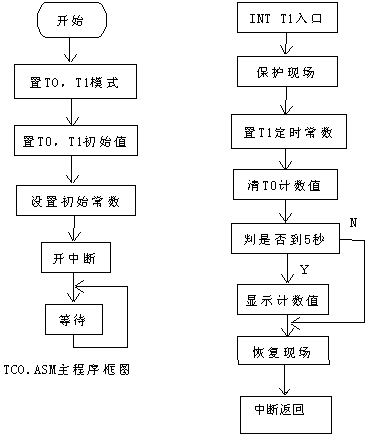 开始
置T0，T1模式
置T0，T1初始值
设置初始常数
开中断
等待
TCO.ASM主程序框图
INT T1入口
保护现场
置T1定时常数
清T0计数值
判是否到5秒
N
Y
显示计数值
恢复现场
中断返回